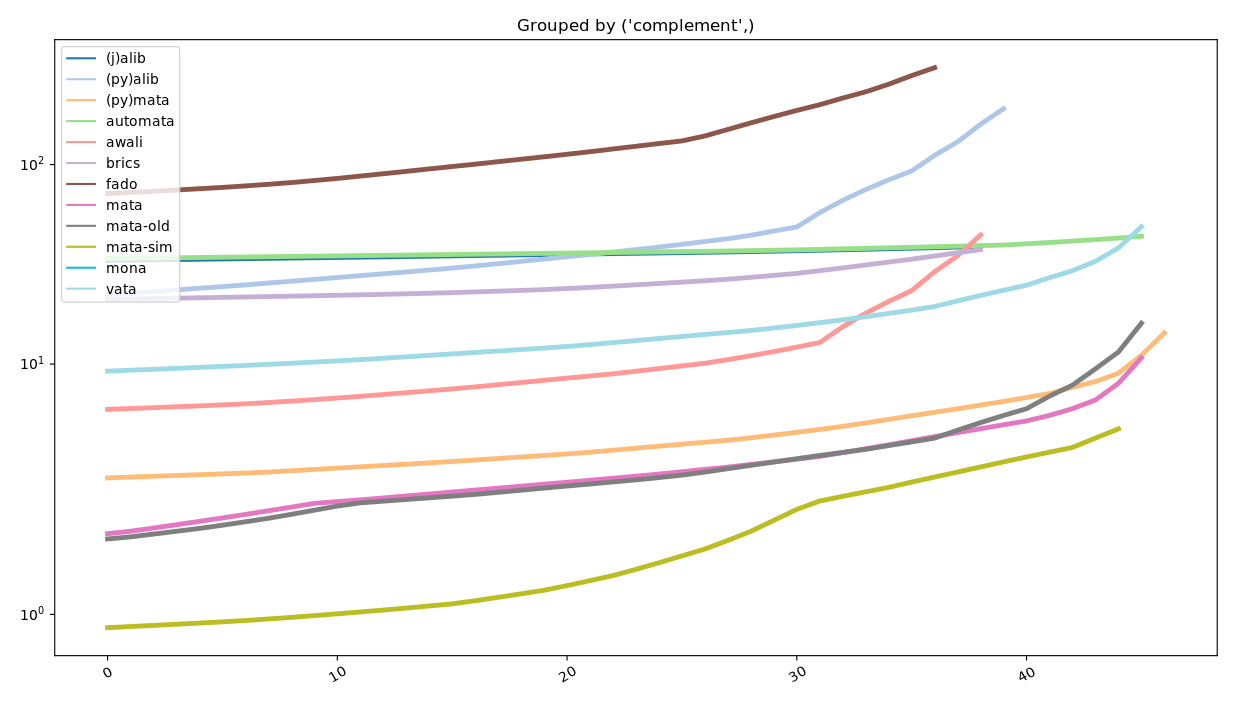 Grouped by ('complement',)
(j)alib
(py)alib
(py)mata
automata
awali
brics
fado
mata
mata-old
mata-sim
mona
vata
10²
10¹
10⁰
0
10
20
30
40